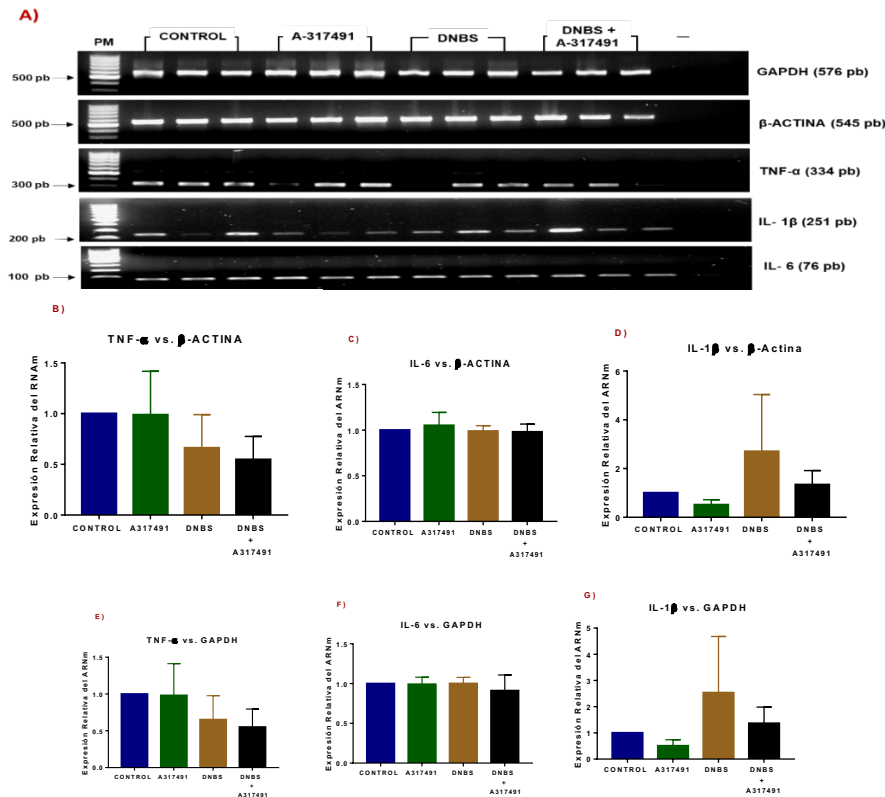 A)
PM CONTROL A-317491 DNBS DNBS + A-317491 —
500 pb GAPDH (576 pb)
500 pb β-ACTINA (545 pb)
300 pb TNF-α (334 pb)
200 pb IL- 1β (251 pb)
100 pb IL- 6 (76 pb)
B)
TNF-α vs. β-ACTINA
Expresión Relativa del RNAm
1.5
1.0
0.5
0.0
CONTROL A317491 DNBS DNBS + A317491
C)
IL-6 vs. β-ACTINA
Expresión Relativa del ARNm
1.5
1.0
0.5
0.0
CONTROL A317491 DNBS DNBS + A317491
D)
IL-1β vs. β-Actina
Expresión Relativa del ARNm
6
4
2
0
CONTROL A317491 DNBS DNBS + A317491
E)
TNF-α vs. GAPDH
Expresión Relativa del ARNm
1.5
1.0
0.5
0.0
CONTROL A317491 DNBS DNBS + A317491
F)
IL-6 vs. GAPDH
Expresión Relativa del ARNm
1.5
1.0
0.5
0.0
CONTROL A317491 DNBS DNBS + A317491
G)
IL-1β vs. GAPDH
Expresión Relativa del ARNm
5
4
3
2
1
0
CONTROL A317491 DNBS DNBS + A317491